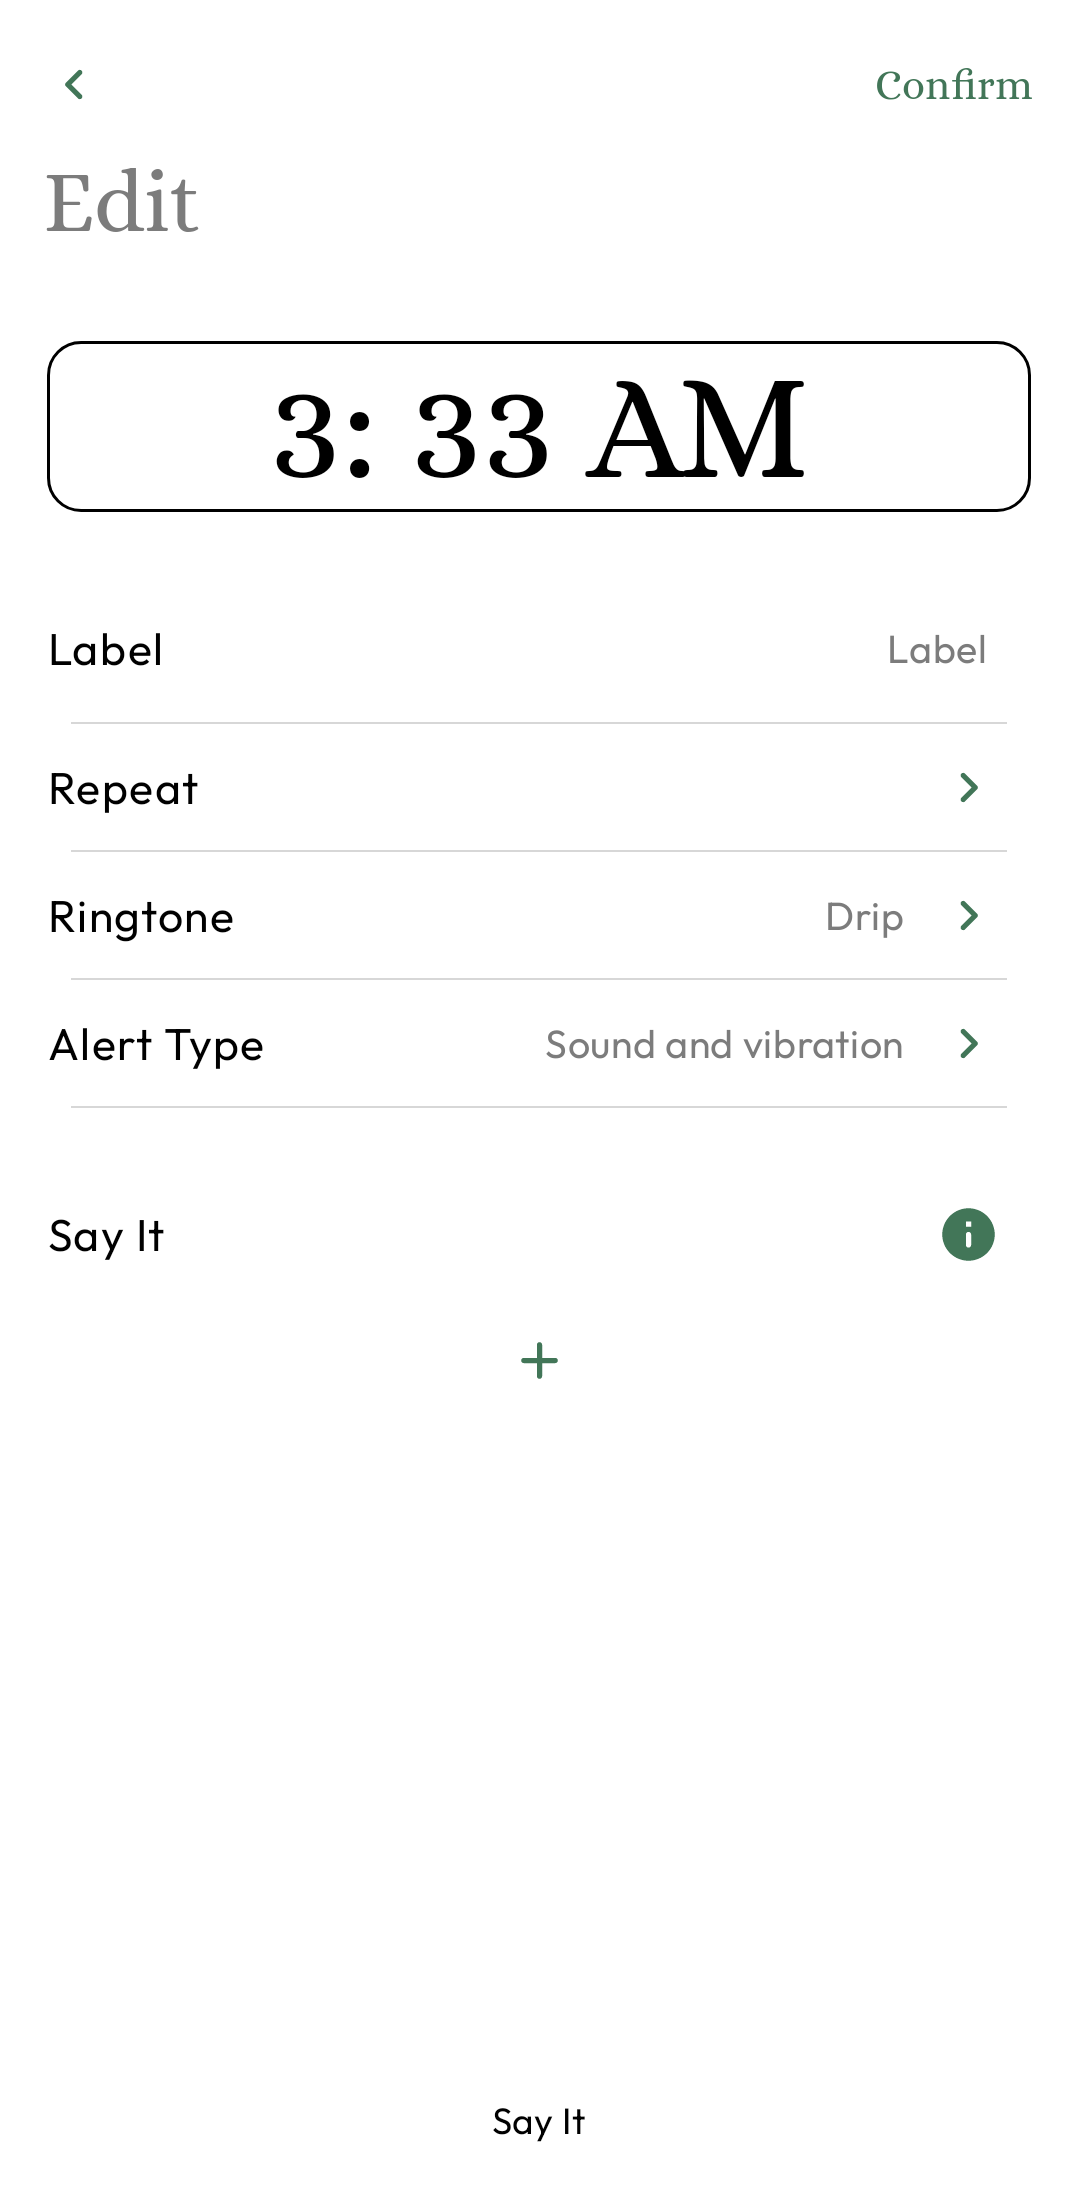 Confirm
Edit
3: 33 AM
Label Label
Repeat
Ringtone Drip
Alert Type Sound and vibration
Say It
Say It